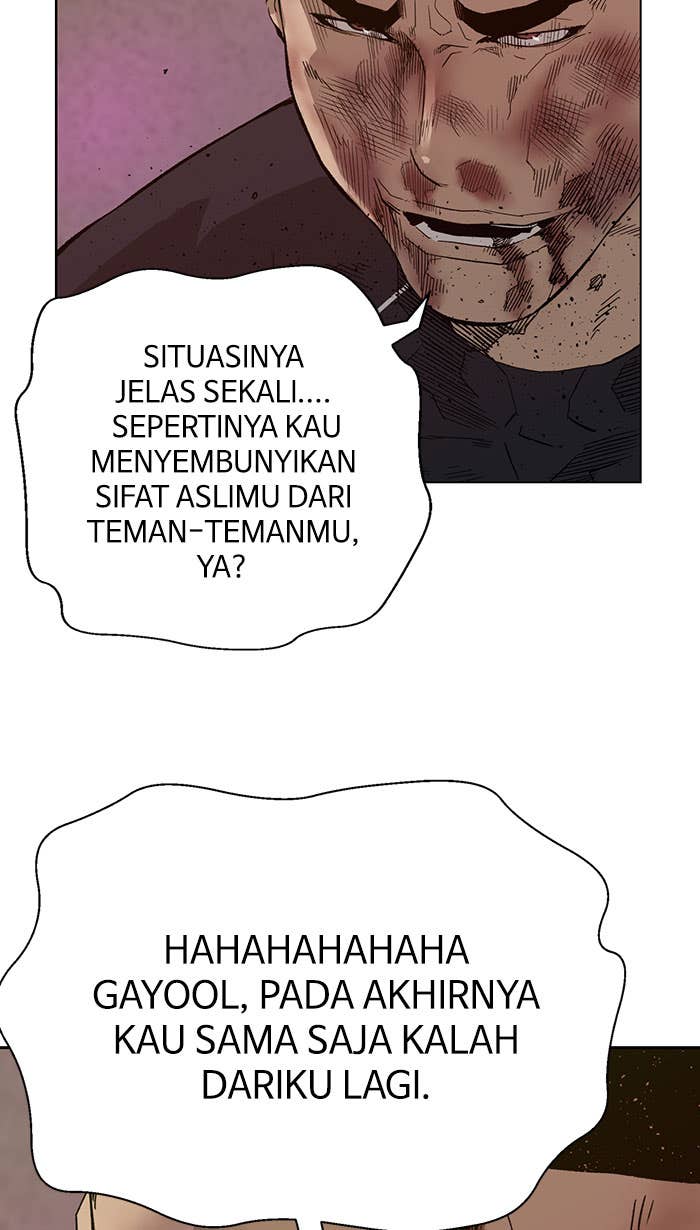 SITUASINYA
JELAS SEKALI....
SEPERTINYA KAU
MENYEMBUNYIKAN
SIFAT ASLIMU DARI
TEMAN-TEMANMU,
YA?
HAHAHAHAHAHA
GAYOOL, PADA AKHIRNYA
KAU SAMA SAJA KALAH
DARIKU LAGI.